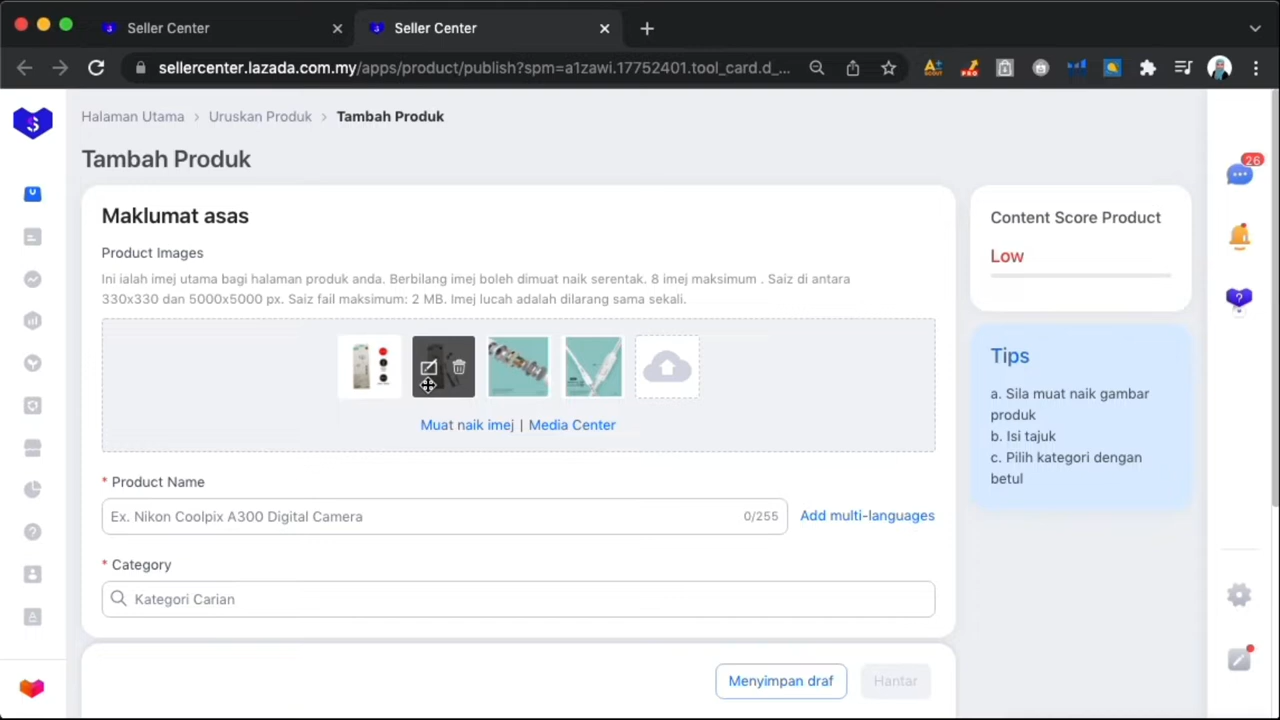 Seller Center
Seller Center
sellercenter.lazada.com.my/apps/product/publish?spm=a1zawi.17752401.tool_card.d_...
Halaman Utama > Uruskan Produk > Tambah Produk
26
Tambah Produk
Maklumat asas
Product Images
Ini ialah imej utama bagi halaman produk anda. Berbilang imej boleh dimuat naik serentak. 8 imej maksimum . Saiz di antara
330x330 dan 5000x5000 px. Saiz fail maksimum: 2 MB. Imej lucah adalah dilarang sama sekali.
Muat naik imej | Media Center
* Product Name
Ex. Nikon Coolpix A300 Digital Camera
0/255
Add multi-languages
* Category
Kategori Carian
Menyimpan draf
Hantar
Content Score Product
Low
Tips
a. Sila muat naik gambar
produk
b. Isi tajuk
c. Pilih kategori dengan
betul